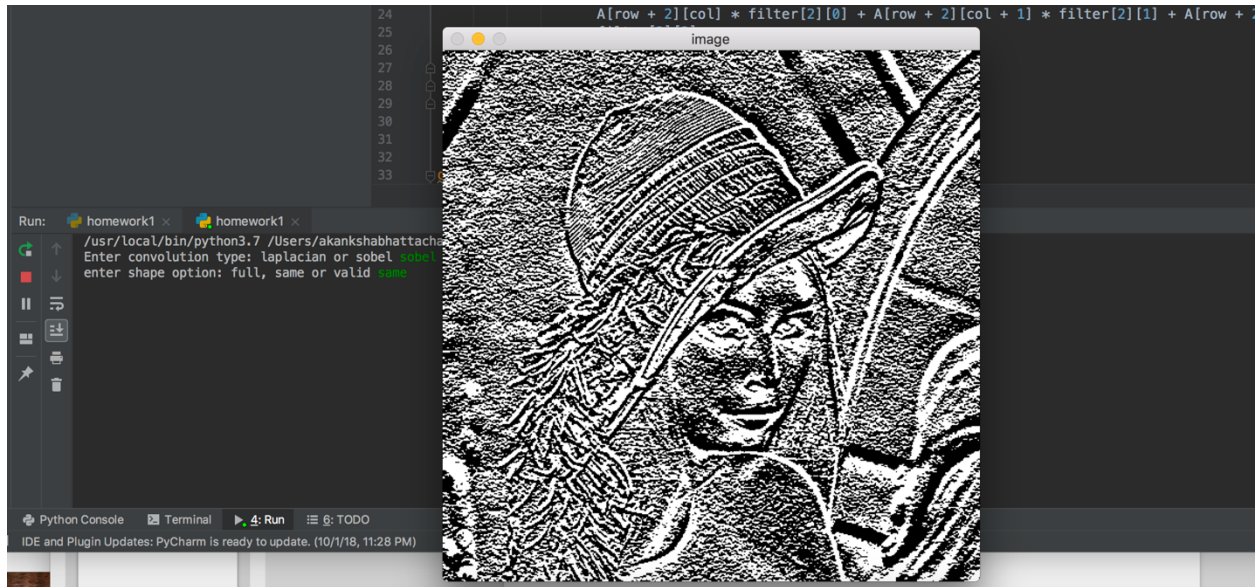 24 A[row + 2][col] * filter[2][0] + A[row + 2][col + 1] * filter[2][1] + A[row + 2
25
26
27
28
29
30
31
32
33
image
Run: homework1 × homework1 ×
/usr/local/bin/python3.7 /Users/akankshabhattacha
Enter convolution type: laplacian or sobel sobel
enter shape option: full, same or valid same
Python Console Terminal 4: Run 6: TODO
IDE and Plugin Updates: PyCharm is ready to update. (10/1/18, 11:28 PM)